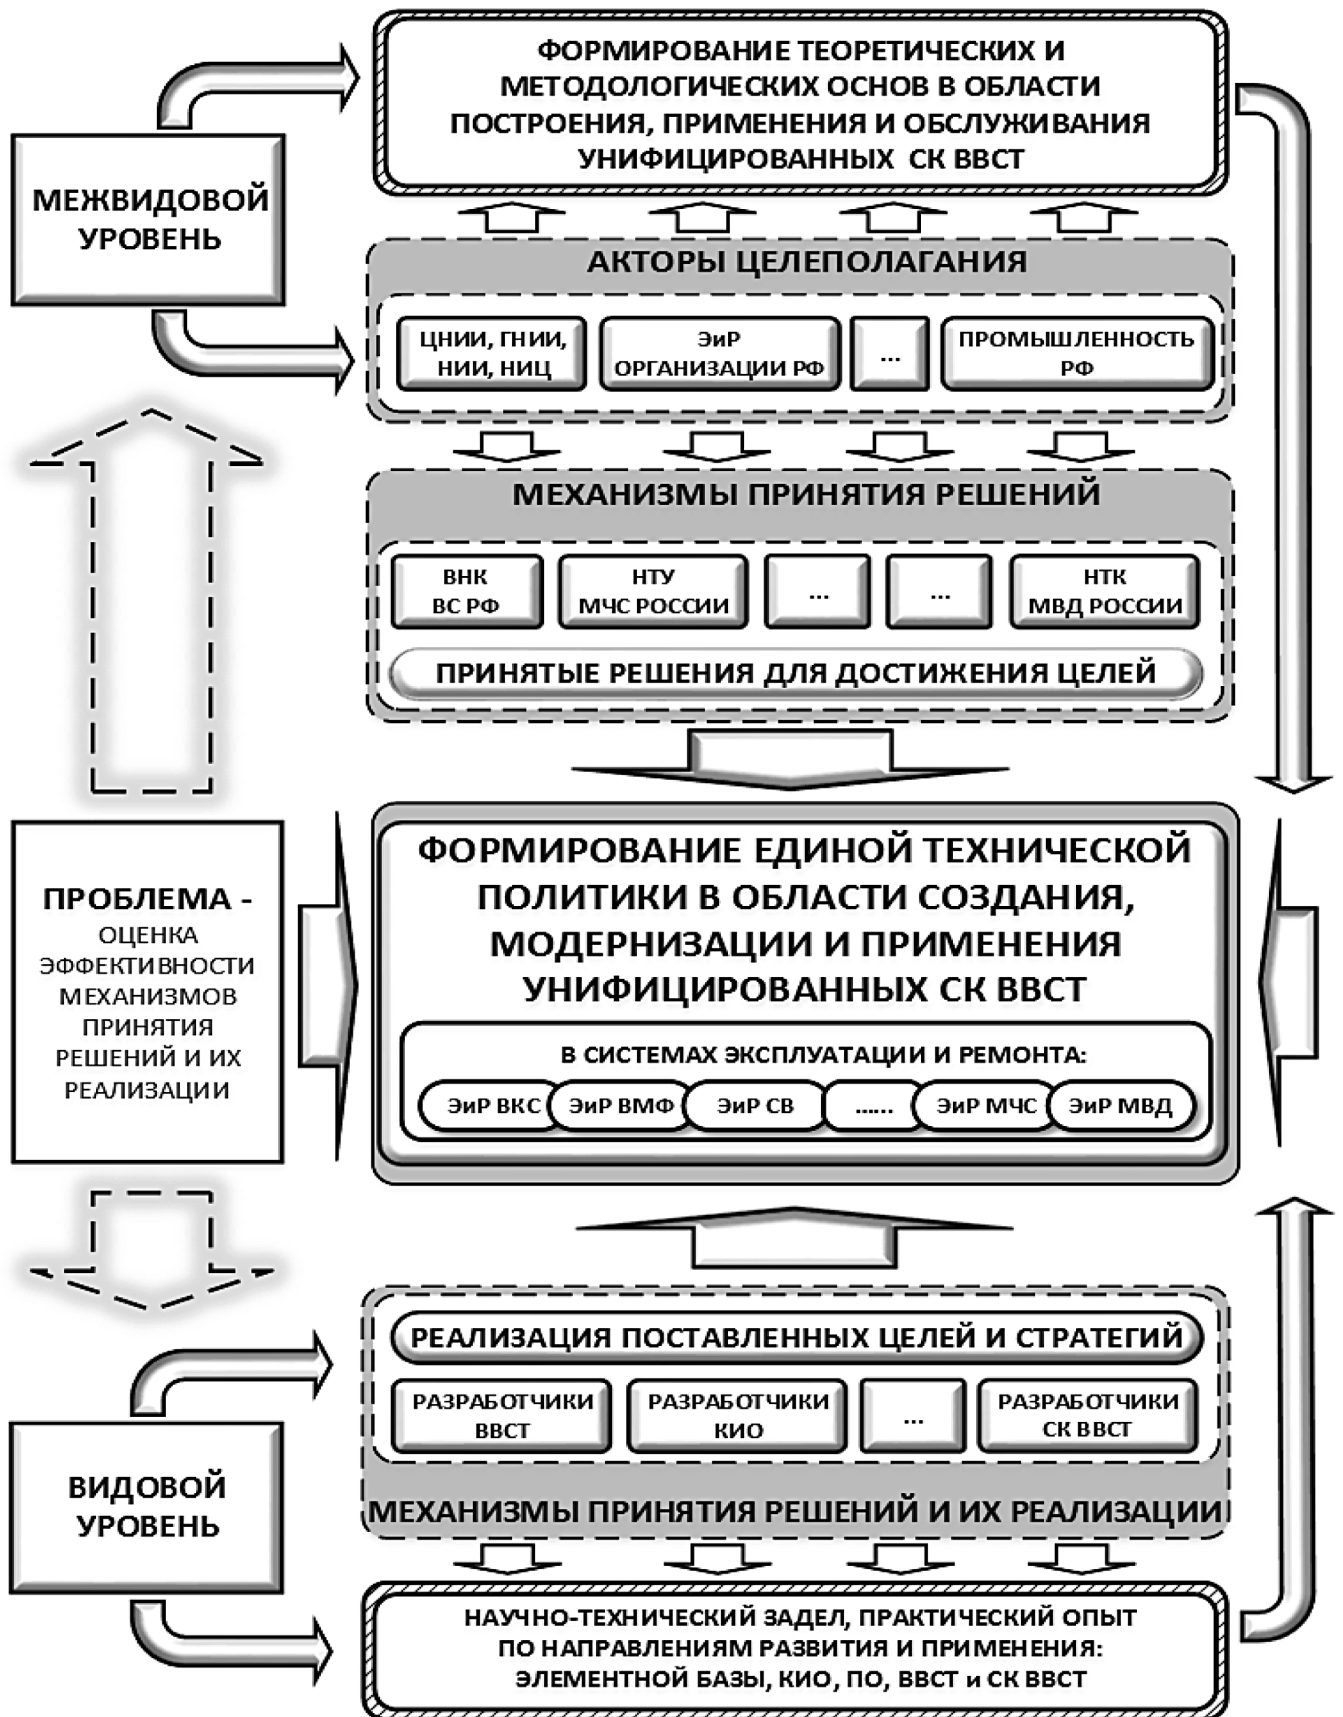 ФОРМИРОВАНИЕ ТЕОРЕТИЧЕСКИХ И
МЕТОДОЛОГИЧЕСКИХ ОСНОВ В ОБЛАСТИ
ПОСТРОЕНИЯ, ПРИМЕНЕНИЯ И ОБСЛУЖИВАНИЯ
УНИФИЦИРОВАННЫХ СК ВВСТ
МЕЖВИДОВОЙ
УРОВЕНЬ
АКТОРЫ ЦЕЛЕПОЛАГАНИЯ
ЦНИИ, ГНИИ,
НИИ, НИЦ
ЭиР
ОРГАНИЗАЦИИ РФ
...
ПРОМЫШЛЕННОСТЬ
РФ
МЕХАНИЗМЫ ПРИНЯТИЯ РЕШЕНИЙ
ВНК
ВС РФ
НТУ
МЧС РОССИИ
...
...
НТК
МВД РОССИИ
ПРИНЯТЫЕ РЕШЕНИЯ ДЛЯ ДОСТИЖЕНИЯ ЦЕЛЕЙ
ПРОБЛЕМА -
ОЦЕНКА
ЭФФЕКТИВНОСТИ
МЕХАНИЗМОВ
ПРИНЯТИЯ
РЕШЕНИЙ И ИХ
РЕАЛИЗАЦИИ
ФОРМИРОВАНИЕ ЕДИНОЙ ТЕХНИЧЕСКОЙ
ПОЛИТИКИ В ОБЛАСТИ СОЗДАНИЯ,
МОДЕРНИЗАЦИИ И ПРИМЕНЕНИЯ
УНИФИЦИРОВАННЫХ СК ВВСТ
В СИСТЕМАХ ЭКСПЛУАТАЦИИ И РЕМОНТА:
ЭиР ВКС
ЭиР ВМФ
ЭиР СВ
......
ЭиР МЧС
ЭиР МВД
РЕАЛИЗАЦИЯ ПОСТАВЛЕННЫХ ЦЕЛЕЙ И СТРАТЕГИЙ
РАЗРАБОТЧИКИ
ВВСТ
РАЗРАБОТЧИКИ
КИО
...
РАЗРАБОТЧИКИ
СК ВВСТ
МЕХАНИЗМЫ ПРИНЯТИЯ РЕШЕНИЙ И ИХ РЕАЛИЗАЦИИ
ВИДОВОЙ
УРОВЕНЬ
НАУЧНО-ТЕХНИЧЕСКИЙ ЗАДЕЛ, ПРАКТИЧЕСКИЙ ОПЫТ
ПО НАПРАВЛЕНИЯМ РАЗВИТИЯ И ПРИМЕНЕНИЯ:
ЭЛЕМЕНТНОЙ БАЗЫ, КИО, ПО, ВВСТ и СК ВВСТ